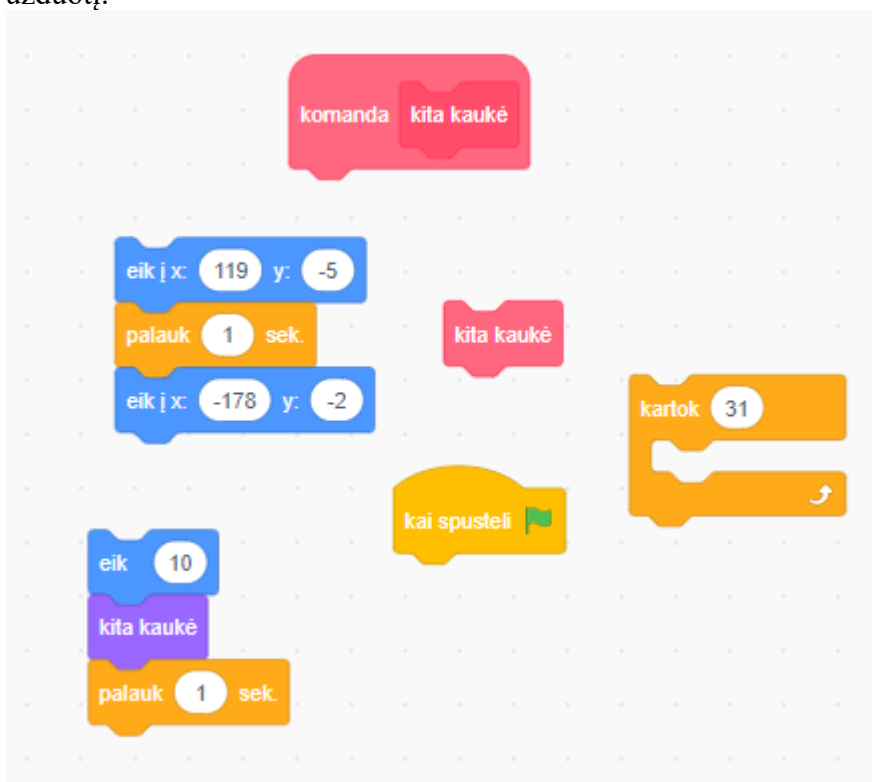 užduotį.
komanda kita kaukė
eik į x: 119 y: -5
palauk 1 sek.
kita kaukė
eik į x: -178 y: -2
kartok 31
kai spusteli
eik 10
kita kaukė
palauk 1 sek.